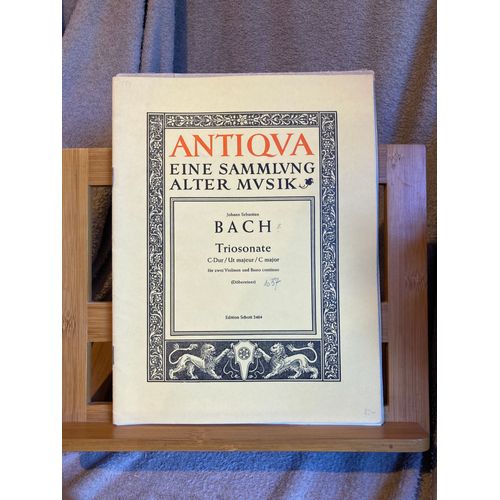 ANTIQVA
EINE SAMMLVNG
ALTER MVSIK
Johann Sebastian
BACH
Triosonate
C-Dur / Ut majeur / C major
für zwei Violinen und Basso continuo
(Döbereiner)
Edition Schott 2464